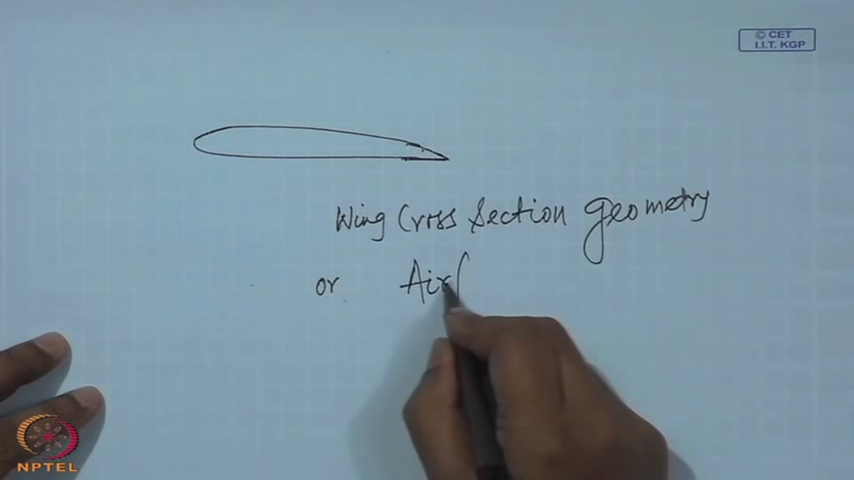 © CET
I.I.T. KGP
Wing Cross Section geometry
or Airf
NPTEL